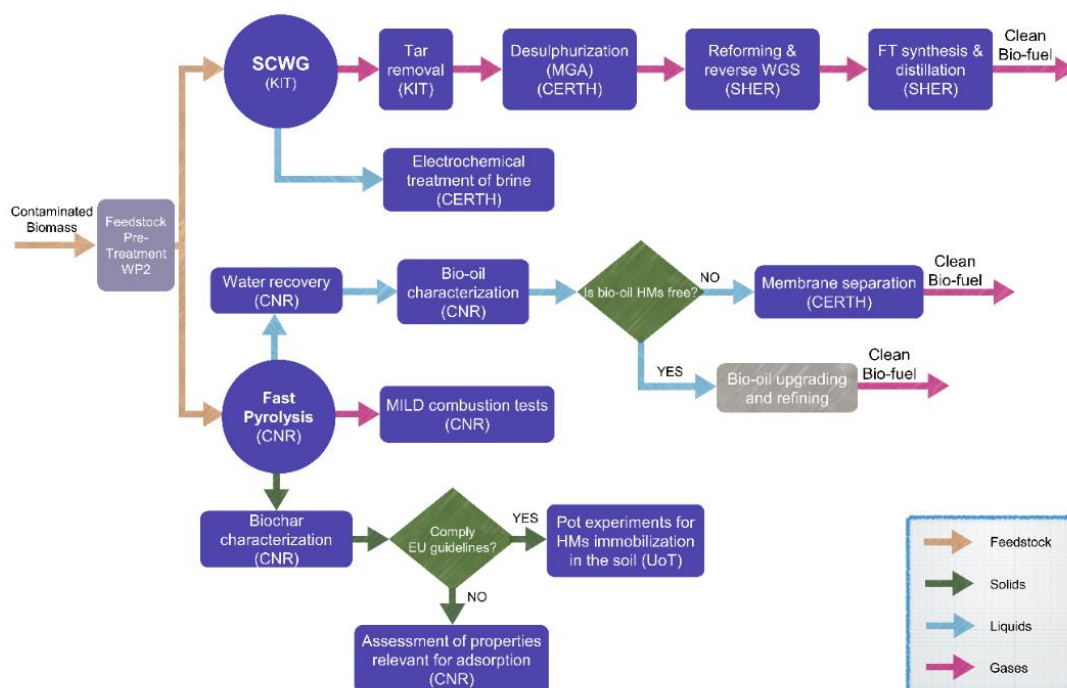 SCWG
(KIT)
Tar
removal
(KIT)
Desulphurization
(MGA)
(CERTH)
Reforming &
reverse WGS
(SHER)
FT synthesis &
distillation
(SHER)
Clean
Bio-fuel
Electrochemical
treatment of brine
(CERTH)
Contaminated
Biomass
Feedstock
Pre-
Treatment
WP2
Water recovery
(CNR)
Bio-oil
characterization
(CNR)
Is bio-oil HMs free?
NO
Membrane separation
(CERTH)
Clean
Bio-fuel
YES
Bio-oil upgrading
and refining
Clean
Bio-fuel
Fast
Pyrolysis
(CNR)
MILD combustion tests
(CNR)
Biochar
characterization
(CNR)
Comply
EU guidelines?
YES
Pot experiments for
HMs immobilization
in the soil (UoT)
NO
Assessment of properties
relevant for adsorption
(CNR)
Feedstock
Solids
Liquids
Gases